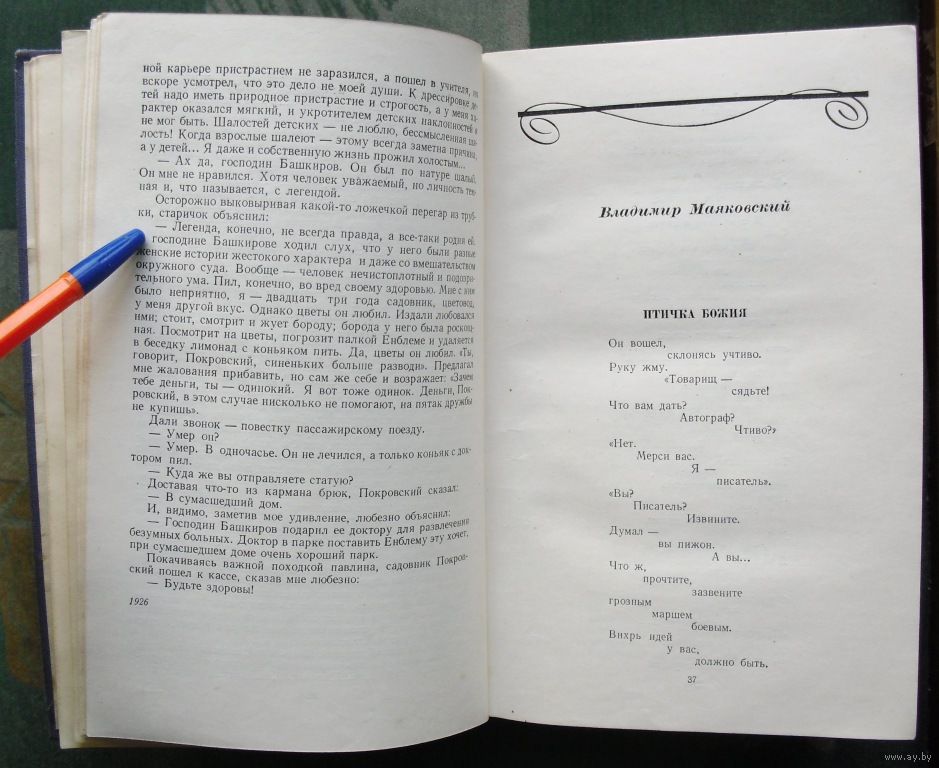 ной карьере пристрастием не заразился, а пошел в учителя, но
вскоре усмотрел, что это дело не моей души. К дрессировке де-
тей надо иметь природное пристрастие и строгость, а у меня ха-
рактер оказался мягкий, и укротителем детских наклонностей я
не мог быть. Шалостей детских — не люблю, бессмысленная ша-
лость! Когда взрослые шалеют — этому всегда заметна причина,
а у детей... Я даже и собственную жизнь прожил холостым...
— Ах да, господин Башкиров. Он был по натуре шалый.
Он мне не нравился. Хотя человек уважаемый, но личность тем-
ная и, что называется, с легендой.
Осторожно выковыривая какой-то ложечкой перегар из труб-
ки, старичок объяснил:
— Легенда, конечно, не всегда правда, а все-таки родня ей.
господине Башкирове ходил слух, что у него были разные
женские истории жестокого характера и даже со вмешательством
окружного суда. Вообще — человек нечистоплотный и подозри-
тельного ума. Пил, конечно, во вред своему здоровью. Мне с ним
было неприятно, я — двадцать три года садовник, цветовод,
у меня другой вкус. Однако цветы он любил. Издали любовался
ими; стоит, смотрит и жует бороду; борода у него была роскош-
ная. Посмотрит на цветы, погрозит палкой Енблеме и удаляется
в беседку лимонад с коньяком пить. Да, цветы он любил. «Ты,
говорит, Покровский, синеньких больше разводи». Предлагал
мне жалования прибавить, но сам же себе и возражает: «Зачем
тебе деньги, ты — одинокий. Я вот тоже одинок. Деньги, Пок-
ровский, в этом случае нисколько не помогают, на пятак дружбы
не купишь».
Дали звонок — повестку пассажирскому поезду.
— Умер он?
— Умер. В одночасье. Он не лечился, а только коньяк с док-
тором пил.
— Куда же вы отправляете статую?
Доставая что-то из кармана брюк, Покровский сказал:
— В сумасшедший дом.
И, видимо, заметив мое удивление, любезно объяснил:
— Господин Башкиров подарил ее доктору для развлечения
безумных больных. Доктор в парке поставить Енблему эту хочет,
при сумасшедшем доме очень хороший парк.
Покачиваясь важной походкой павлина, садовник Покров-
ский пошел к кассе, сказав мне любезно:
— Будьте здоровы!
1926
Владимир Маяковский
ПТИЧКА БОЖИЯ
Он вошел,
склонясь учтиво.
Руку жму.
«Товарищ —
сядьте!
Что вам дать?
Автограф?
Чтиво?»
«Нет.
Мерси вас.
Я —
писатель».
«Вы?
Писатель?
Извините.
Думал —
вы пижон.
А вы...
Что ж,
прочтите,
зазвените
грозным
маршем
боевым.
Вихрь идей
у вас,
должно быть,
37
www.ay.by